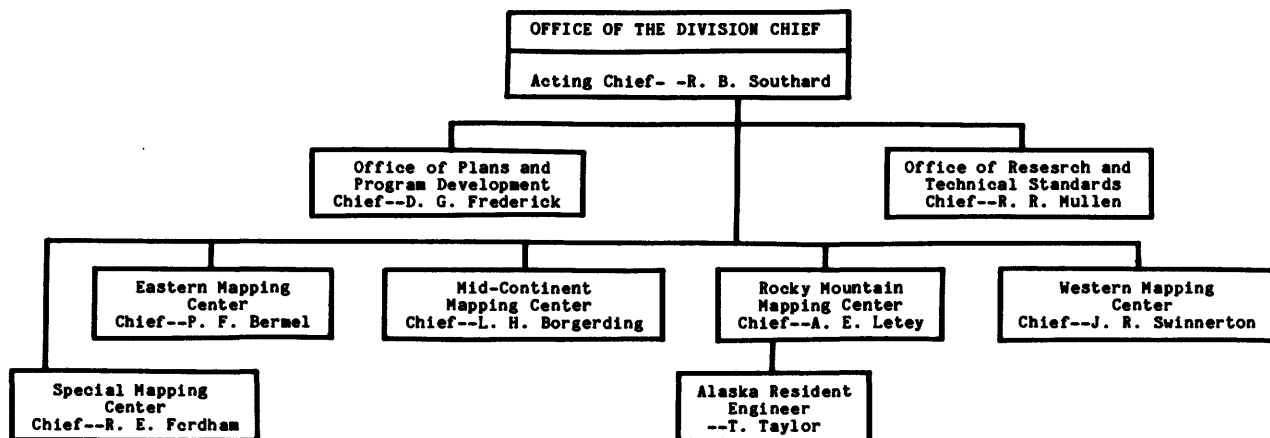 OFFICE OF THE DIVISION CHIEF
Acting Chief- -R. B. Southard
Office of Plans and
Program Development
Chief--D. G. Frederick
Office of Resesrch and
Technical Standards
Chief--R. R. Mullen
Eastern Mapping
Center
Chief--P. F. Bermel
Mid-Continent
Mapping Center
Chief--L. H. Borgerding
Rocky Mountain
Mapping Center
Chief--A. E. Letey
Western Mapping
Center
Chief--J. R. Swinnerton
Special Mapping
Center
Chief--R. E. Fordham
Alaska Resident
Engineer
--T. Taylor